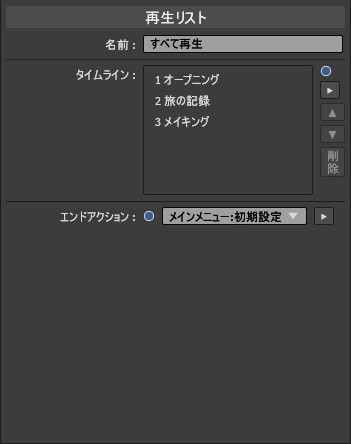 再生リスト
名前 : すべて再生
タイムライン :
1 オープニング
2 旅の記録
3 メイキング
削除
エンドアクション : メインメニュー:初期設定